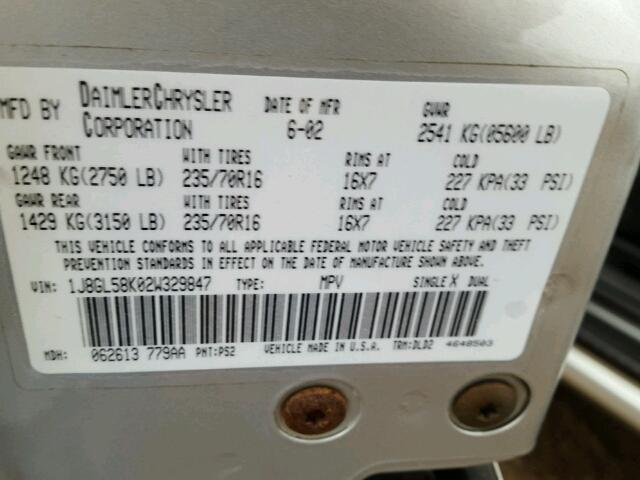 MFD BY DAIMLERCHRYSLER CORPORATION DATE OF MFR 6-02 GVWR 2541 KG(05600 LB)
GAWR FRONT WITH TIRES RIMS AT COLD
1248 KG(2750 LB) 235/70R16 16X7 227 KPA(33 PSI)
GAWR REAR WITH TIRES RIMS AT COLD
1429 KG(3150 LB) 235/70R16 16X7 227 KPA(33 PSI)
THIS VEHICLE CONFORMS TO ALL APPLICABLE FEDERAL MOTOR VEHICLE SAFETY AND THEFT
PREVENTION STANDARDS IN EFFECT ON THE DATE OF MANUFACTURE SHOWN ABOVE.
VIN: 1J8GL58K02W329847 TYPE: MPV SINGLE X DUAL
MDH: 062613 779AA PNT:PS2 VEHICLE MADE IN U.S.A. TRM:DLD2 4648503